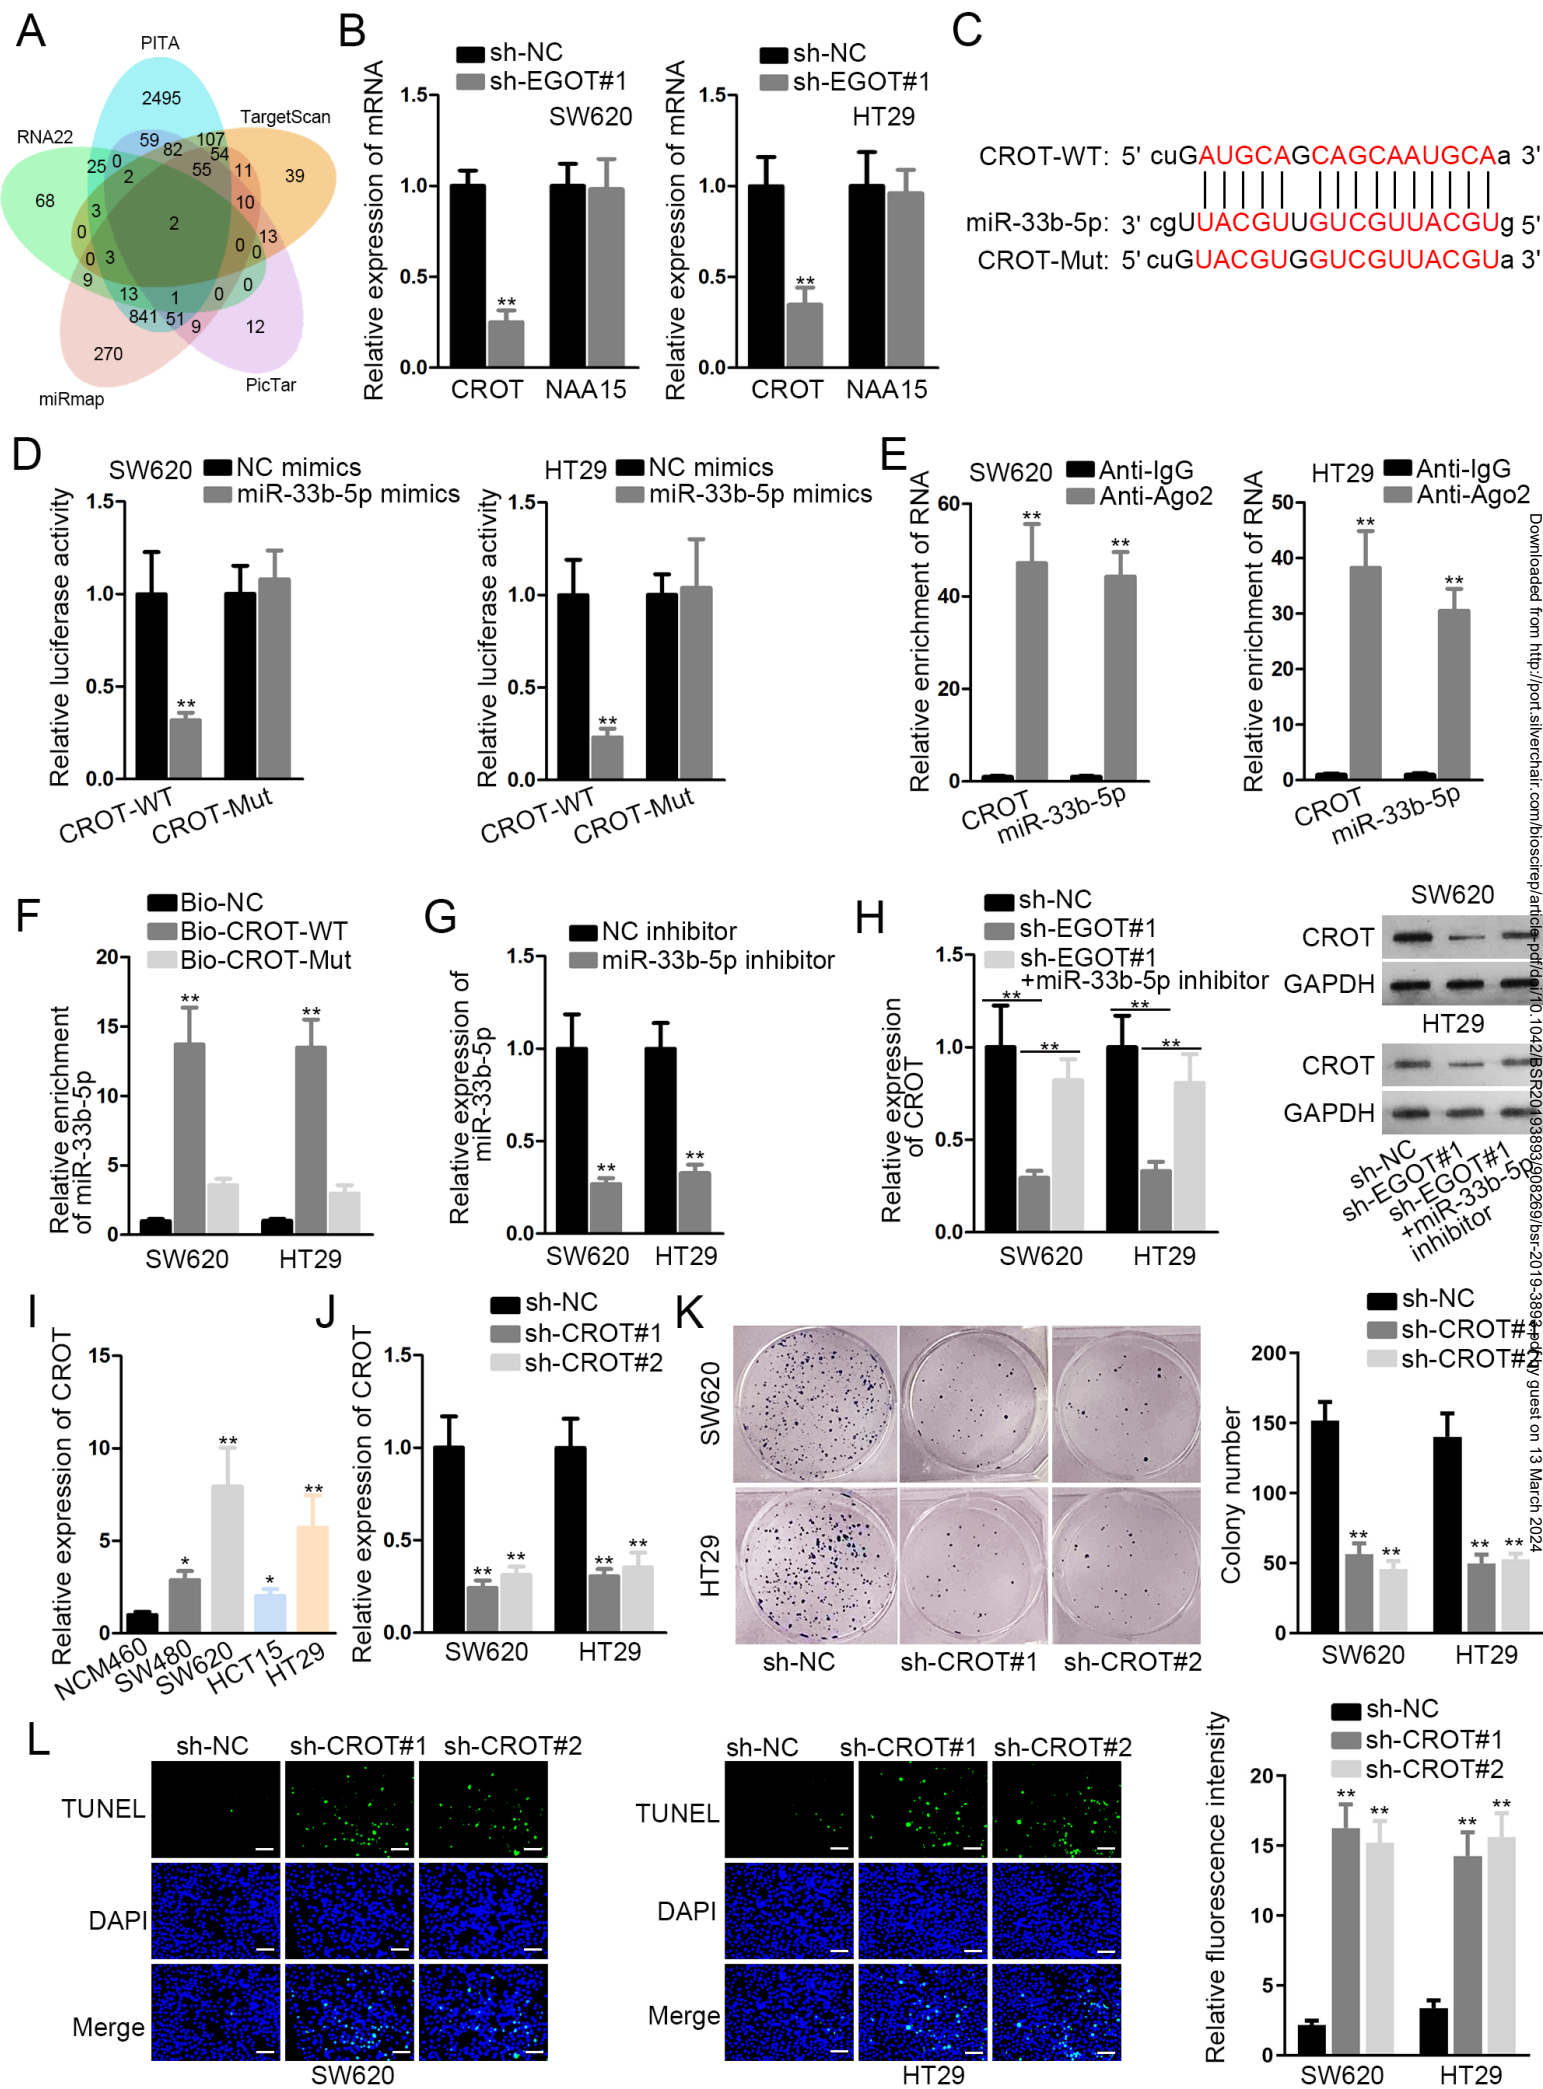 A
PITA
2495
TargetScan
RNA22
59
82
107
54
25
0
2
55
11
39
68
3
10
2
0
13
0
0
0
3
9
13
1
0
0
841
51
9
12
270
PicTar
miRmap
B
sh-NC
sh-EGOT#1
SW620
Relative expression of mRNA
1.5
1.0
0.5
0.0
**
CROT
NAA15
sh-NC
sh-EGOT#1
HT29
Relative expression of mRNA
1.5
1.0
0.5
0.0
**
CROT
NAA15
C
CROT-WT: 5' cuGAUGCAGCAGCAAUGCAa 3'
miR-33b-5p: 3' cgUUACGUUGUCGUUACGUg 5'
CROT-Mut: 5' cuGUACGUGGUCGUUACGUa 3'
D
SW620
NC mimics
miR-33b-5p mimics
Relative luciferase activity
1.5
1.0
0.5
0.0
**
CROT-WT
CROT-Mut
HT29
NC mimics
miR-33b-5p mimics
Relative luciferase activity
1.5
1.0
0.5
0.0
**
CROT-WT
CROT-Mut
E
SW620
Anti-IgG
Anti-Ago2
Relative enrichment of RNA
60
40
20
0
**
**
CROT
miR-33b-5p
HT29
Anti-IgG
Anti-Ago2
Relative enrichment of RNA
50
40
30
20
10
0
**
**
CROT
miR-33b-5p
F
Bio-NC
Bio-CROT-WT
Bio-CROT-Mut
Relative enrichment
of miR-33b-5p
20
15
10
5
0
**
**
SW620
HT29
G
NC inhibitor
miR-33b-5p inhibitor
Relative expression of
miR-33b-5p
1.5
1.0
0.5
0.0
**
**
SW620
HT29
H
sh-NC
sh-EGOT#1
sh-EGOT#1
+miR-33b-5p inhibitor
Relative expression
of CROT
1.5
1.0
0.5
0.0
**
**
**
**
SW620
HT29
SW620
CROT
GAPDH
HT29
CROT
GAPDH
sh-NC
sh-EGOT#1
sh-EGOT#1
+miR-33b-5p
inhibitor
I
Relative expression of CROT
15
10
5
0
*
**
*
**
NCM460
SW480
SW620
HCT15
HT29
J
sh-NC
sh-CROT#1
sh-CROT#2
Relative expression of CROT
1.5
1.0
0.5
0.0
**
**
**
**
SW620
HT29
K
SW620
HT29
sh-NC
sh-CROT#1
sh-CROT#2
sh-NC
sh-CROT#1
sh-CROT#2
Colony number
200
150
100
50
0
**
**
**
**
SW620
HT29
L
sh-NC
sh-CROT#1
sh-CROT#2
TUNEL
DAPI
Merge
SW620
sh-NC
sh-CROT#1
sh-CROT#2
TUNEL
DAPI
Merge
HT29
sh-NC
sh-CROT#1
sh-CROT#2
Relative fluorescence intensity
20
15
10
5
0
**
**
**
**
SW620
HT29
Downloaded from http://port.silverchair.com/bioscirep/article-pdf/doi/10.1042/BSR20193893/908269/bsr-2019-3893.pdf by guest on 13 March 2024